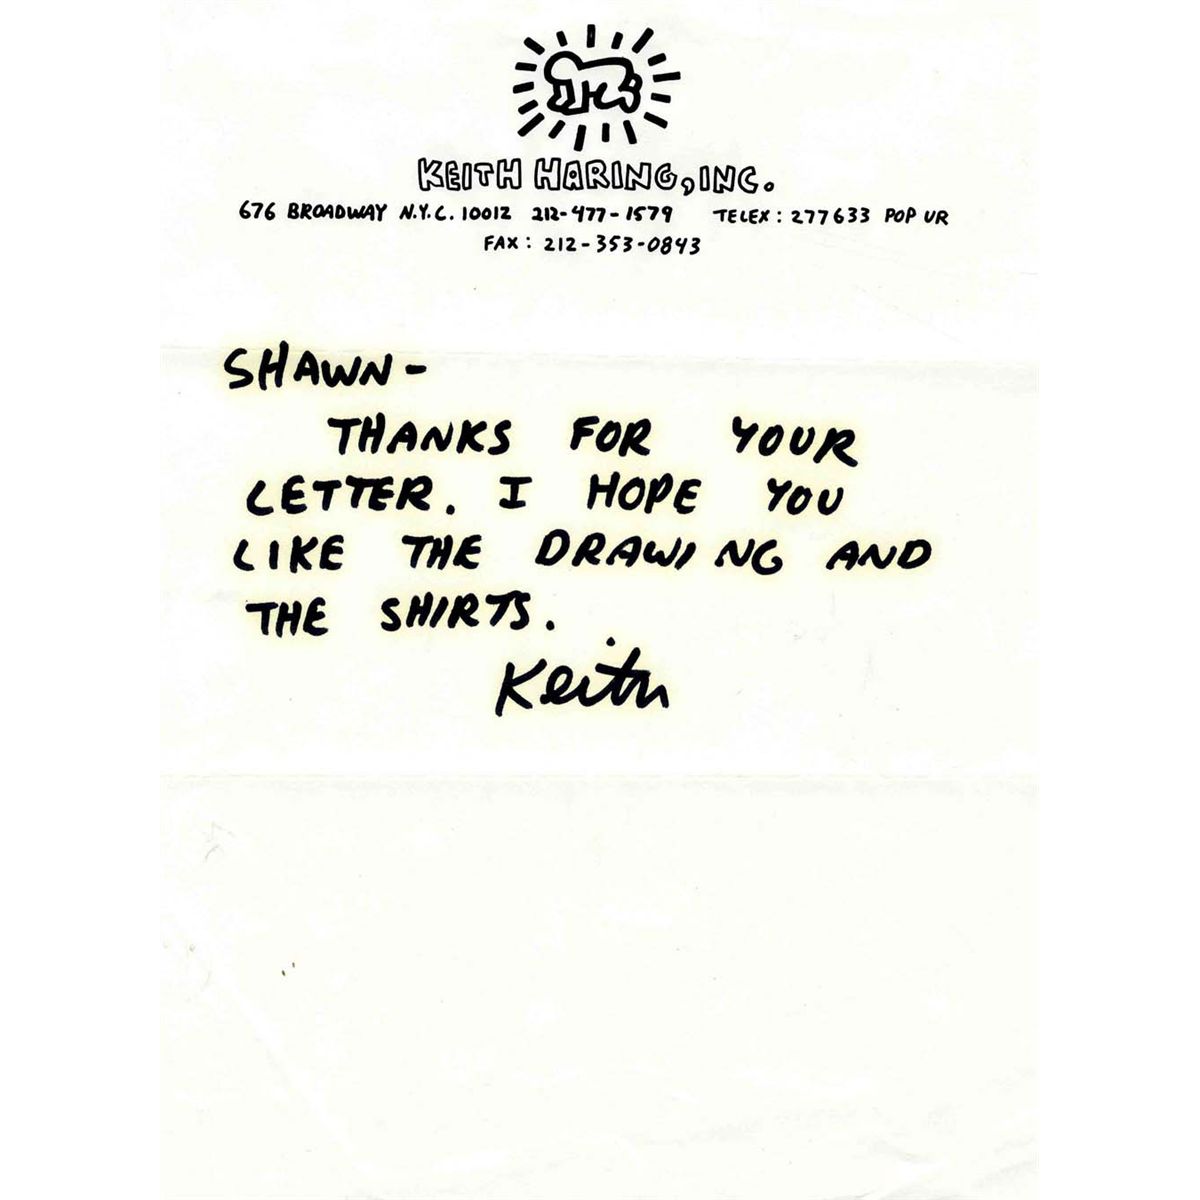 KEITH HARING, INC.
676 BROADWAY N.Y.C. 10012 212-477-1579 TELEX: 277633 POP UR
FAX: 212-353-0843
SHAWN-
THANKS FOR YOUR
LETTER. I HOPE YOU
LIKE THE DRAWING AND
THE SHIRTS.
Keith